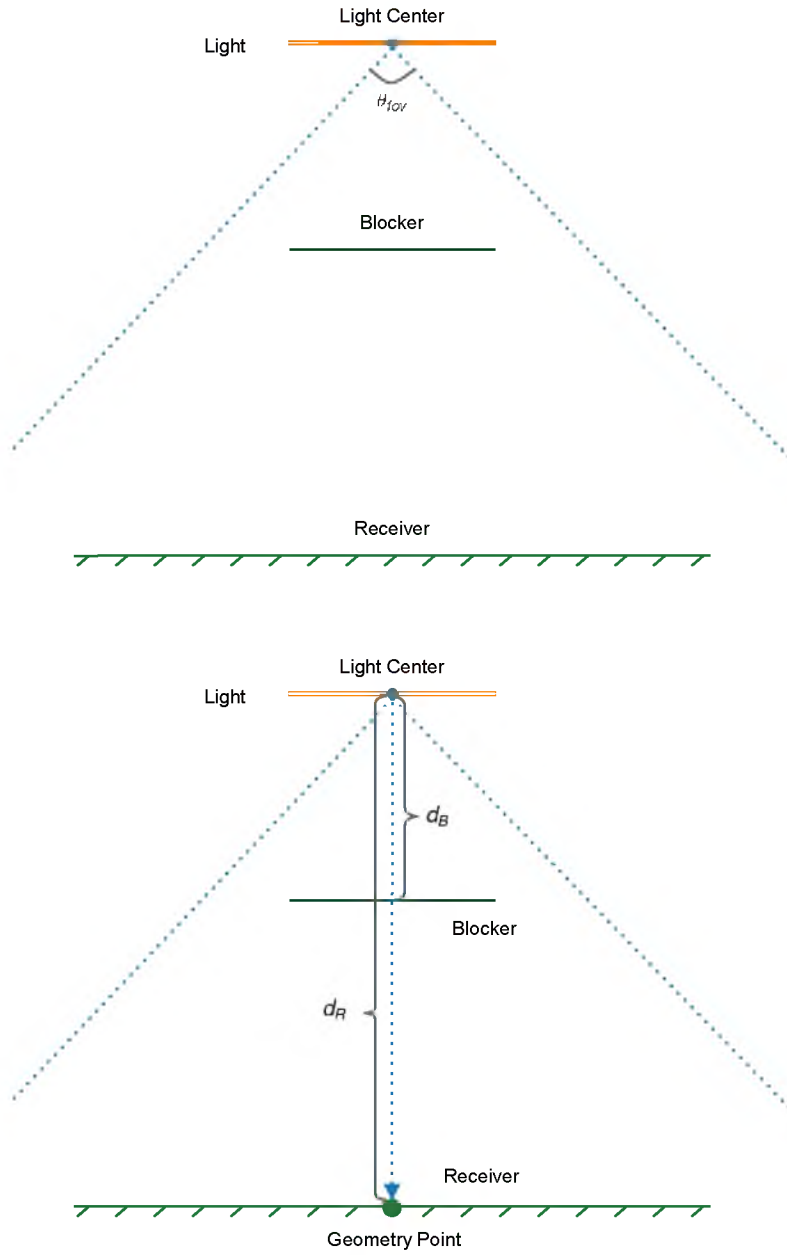 Light Center
Light
θfov
Blocker
Receiver
Light Center
Light
dB
Blocker
dR
Receiver
Geometry Point